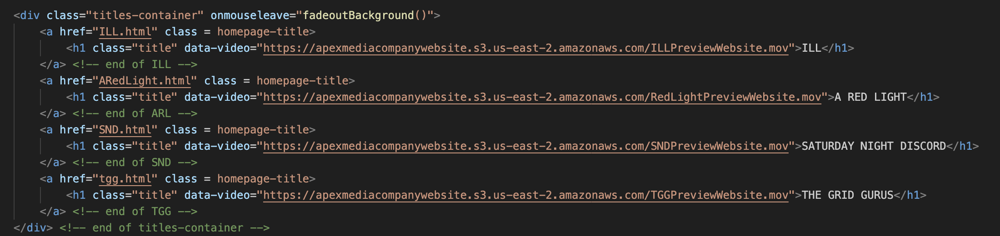 <div class="titles-container" onmouseleave="fadeoutBackground()">
<a href="ILL.html" class = homepage-title>
<h1 class="title" data-video="https://apexmediacompanywebsite.s3.us-east-2.amazonaws.com/ILLPreviewWebsite.mov">ILL</h1>
</a> <!-- end of ILL -->
<a href="ARedLight.html" class = homepage-title>
<h1 class="title" data-video="https://apexmediacompanywebsite.s3.us-east-2.amazonaws.com/RedLightPreviewWebsite.mov">A RED LIGHT</h1>
</a> <!-- end of ARL -->
<a href="SND.html" class = homepage-title>
<h1 class="title" data-video="https://apexmediacompanywebsite.s3.us-east-2.amazonaws.com/SNDPreviewWebsite.mov">SATURDAY NIGHT DISCORD</h1>
</a> <!-- end of SND -->
<a href="tgg.html" class = homepage-title>
<h1 class="title" data-video="https://apexmediacompanywebsite.s3.us-east-2.amazonaws.com/TGGPreviewWebsite.mov">THE GRID GURUS</h1>
</a> <!-- end of TGG -->
</div> <!-- end of titles-container -->